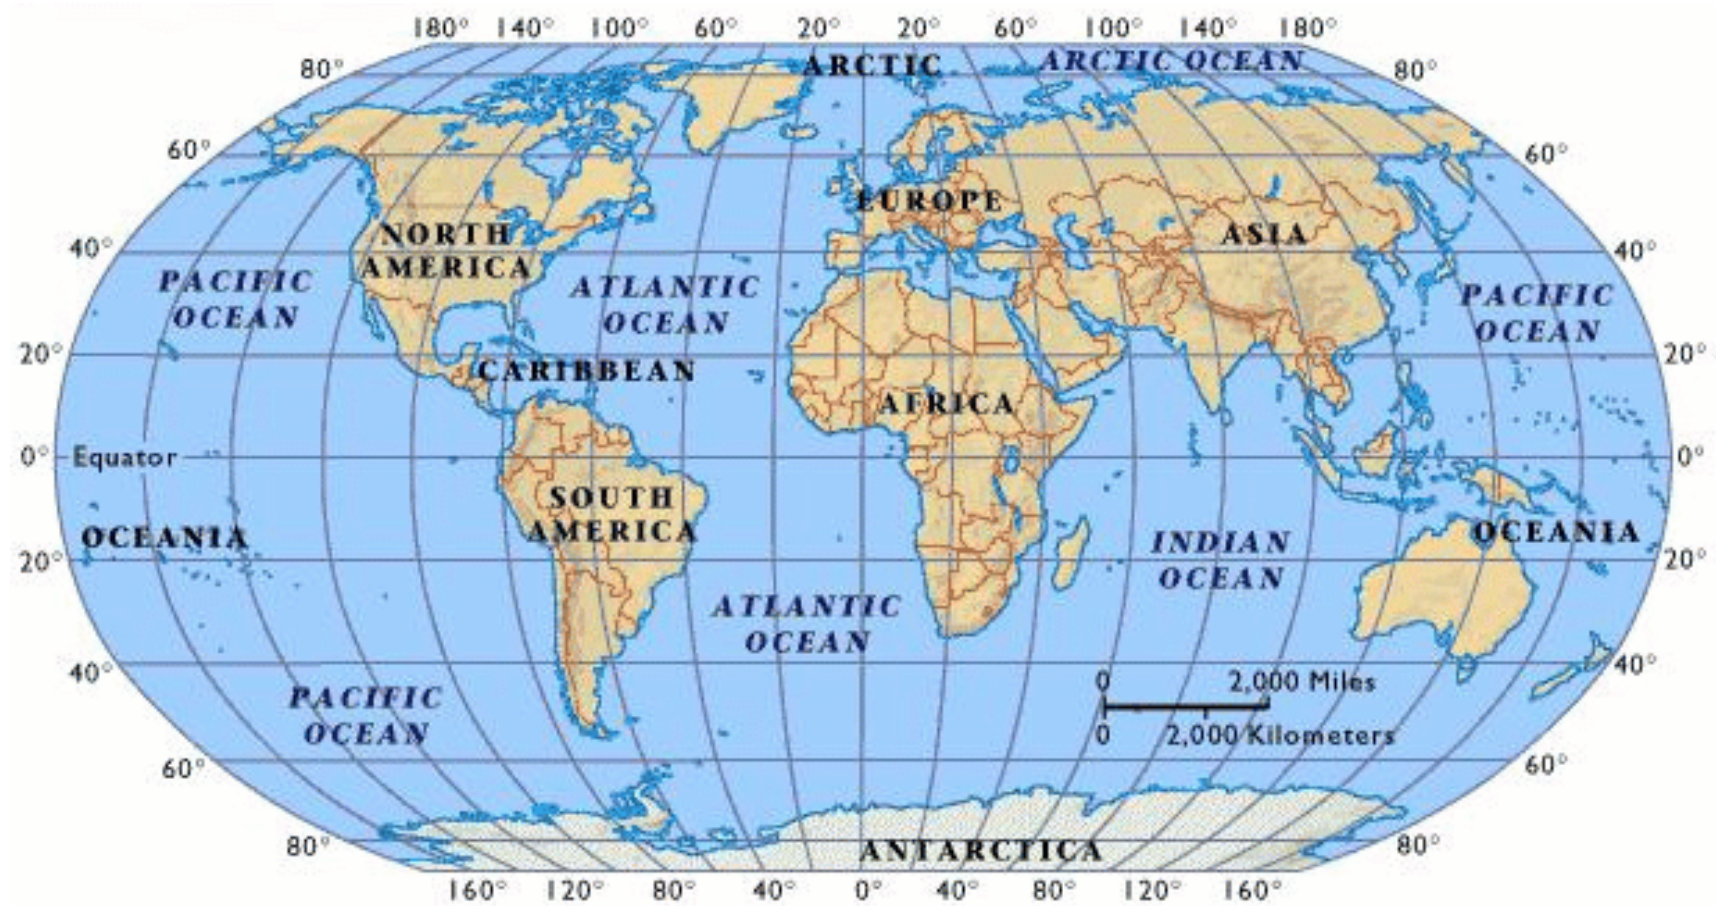 180° 140° 100° 60° 20° 20° 60° 100° 140° 180°
80° ARCTIC ARCTIC OCEAN 80°
60° 60°
EUROPE
NORTH ASIA
AMERICA
40° 40°
PACIFIC
OCEAN
ATLANTIC
OCEAN
PACIFIC
OCEAN
20° 20°
CARIBBEAN
AFRICA
0° Equator 0°
SOUTH
AMERICA
OCEANIA OCEANIA
INDIAN
OCEAN
20° 20°
ATLANTIC
OCEAN
40° 40°
0 2,000 Miles
0 2,000 Kilometers
PACIFIC
OCEAN
60° 60°
80° ANTARCTICA 80°
160° 120° 80° 40° 0° 40° 80° 120° 160°